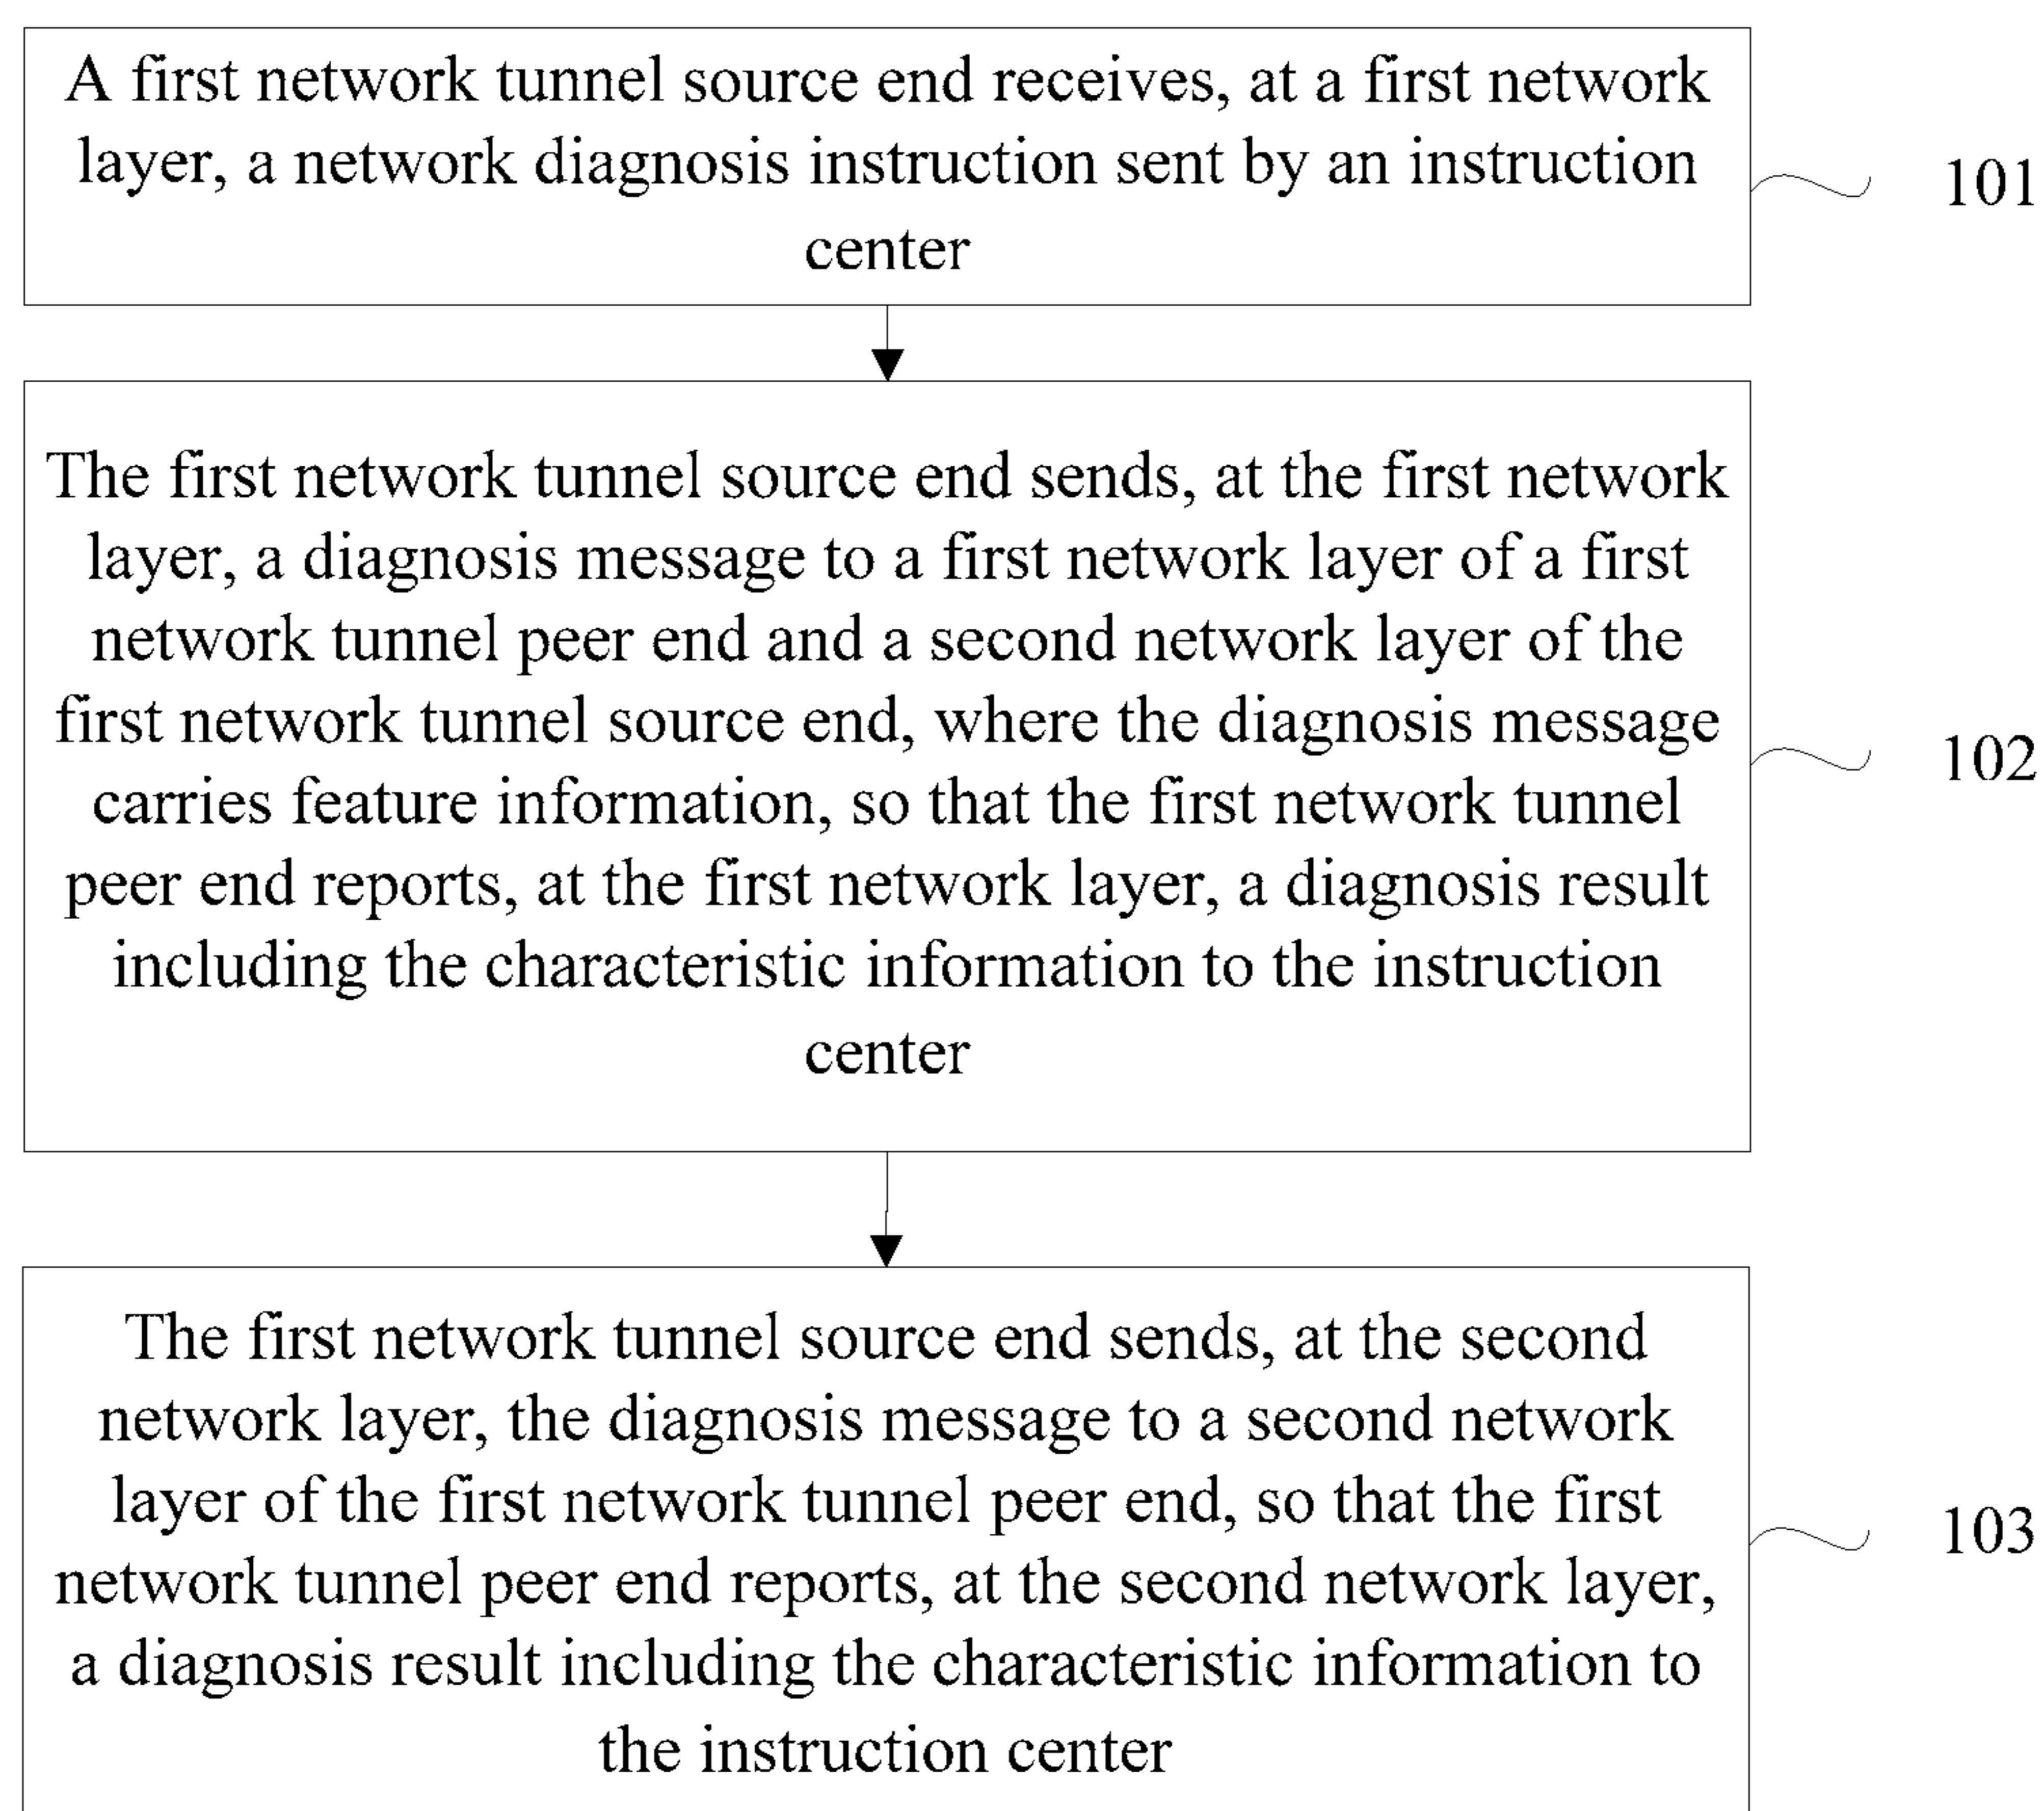 A first network tunnel source end receives, at a first network
layer, a network diagnosis instruction sent by an instruction
center
101
The first network tunnel source end sends, at the first network
layer, a diagnosis message to a first network layer of a first
network tunnel peer end and a second network layer of the
first network tunnel source end, where the diagnosis message
carries feature information, so that the first network tunnel
peer end reports, at the first network layer, a diagnosis result
including the characteristic information to the instruction
center
102
The first network tunnel source end sends, at the second
network layer, the diagnosis message to a second network
layer of the first network tunnel peer end, so that the first
network tunnel peer end reports, at the second network layer,
a diagnosis result including the characteristic information to
the instruction center
103